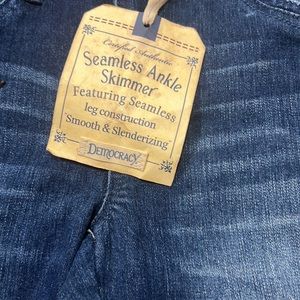 Certified Authentic
Seamless Ankle
Skimmer
Featuring Seamless
leg construction
"Smooth & Slenderizing"
DEMOCRACY